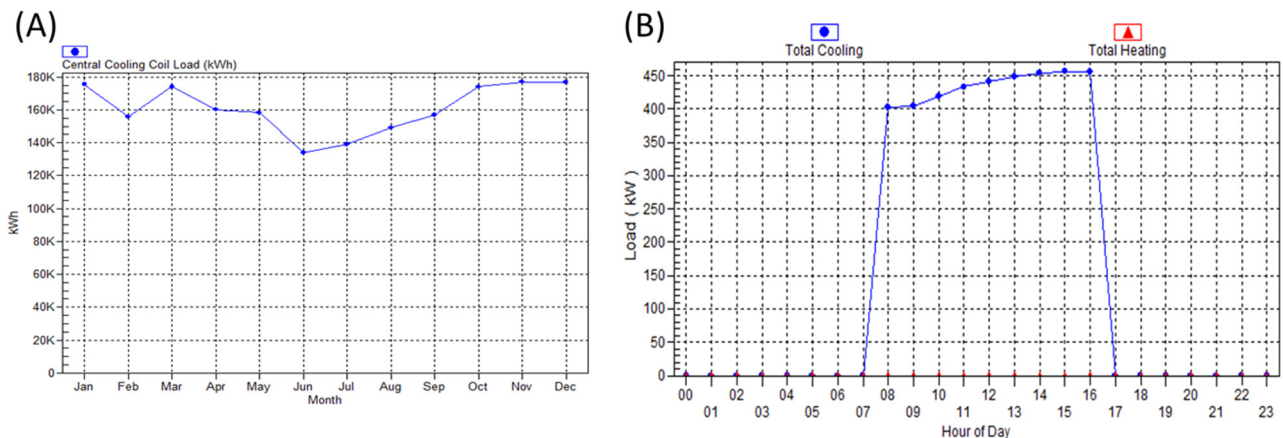 (A)
Central Cooling Coil Load (kWh)
180K
160K
140K
120K
100K
80K
60K
40K
20K
0
kWh
Jan Feb Mar Apr May Jun Jul Aug Sep Oct Nov Dec
Month
(B)
Total Cooling
Total Heating
450
400
350
300
250
200
150
100
50
0
Load ( kW )
00 02 04 06 08 10 12 14 16 18 20 22
01 03 05 07 09 11 13 15 17 19 21 23
Hour of Day